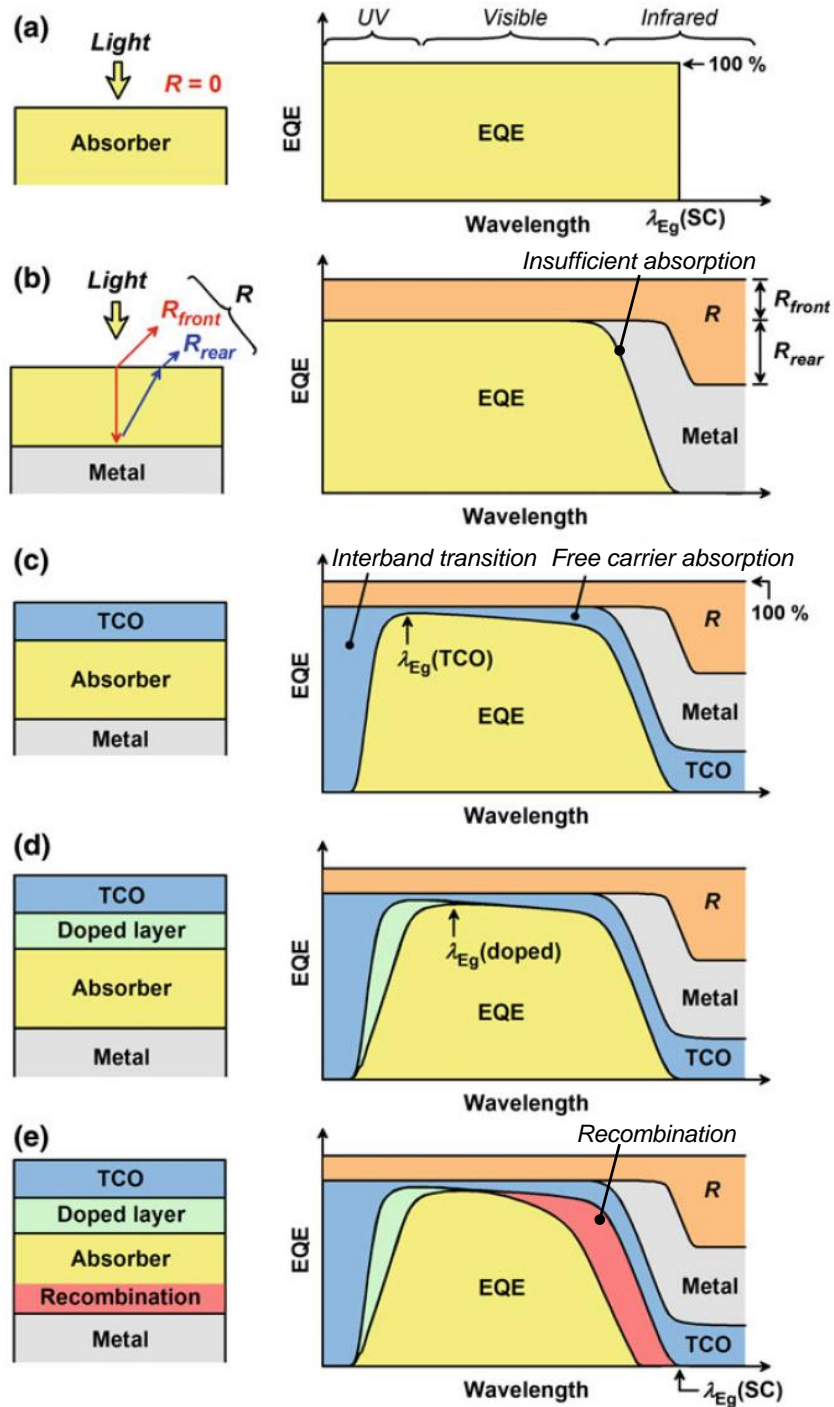 (a)
Light
R = 0
Absorber
UV
Visible
Infrared
100 %
EQE
EQE
Wavelength
λEg(SC)
(b)
Light
Rfront
R
Rrear
Metal
Insufficient absorption
Rfront
R
Rrear
EQE
EQE
Metal
Wavelength
(c)
TCO
Absorber
Metal
Interband transition
Free carrier absorption
100 %
R
λEg(TCO)
EQE
Metal
EQE
TCO
Wavelength
(d)
TCO
Doped layer
Absorber
Metal
R
λEg(doped)
EQE
Metal
EQE
TCO
Wavelength
(e)
TCO
Doped layer
Absorber
Recombination
Metal
Recombination
R
EQE
EQE
Metal
TCO
Wavelength
λEg(SC)